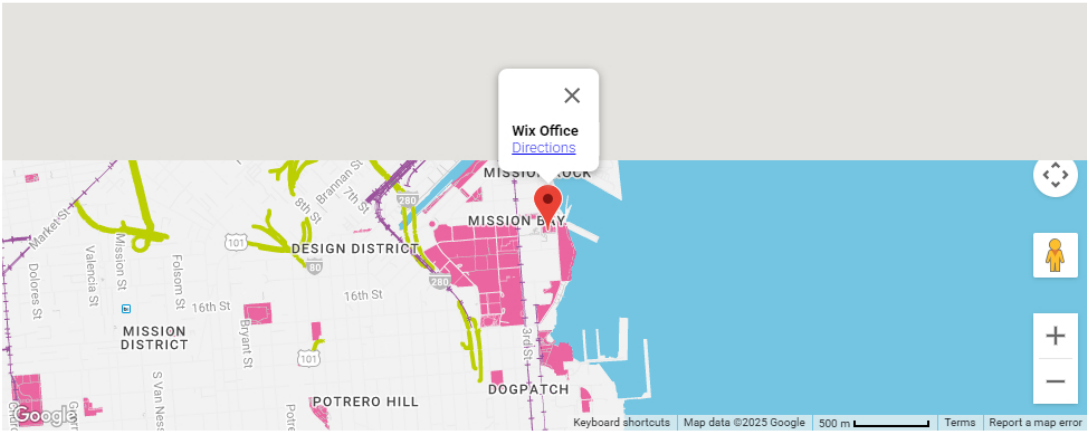 Wix Office
Directions
MISSION ROCK
Brannan St
7th St
280
8th St
Market St
MISSION BAY
101
DESIGN DISTRICT
Mission St
Valencia St
Folsom St
80
280
Dolores St
16th St
16th St
MISSION
DISTRICT
Bryant St
3rd St
101
S Van Ness
DOGPATCH
POTRERO HILL
Google
Keyboard shortcuts
Map data ©2025 Google
500 m
Terms
Report a map error